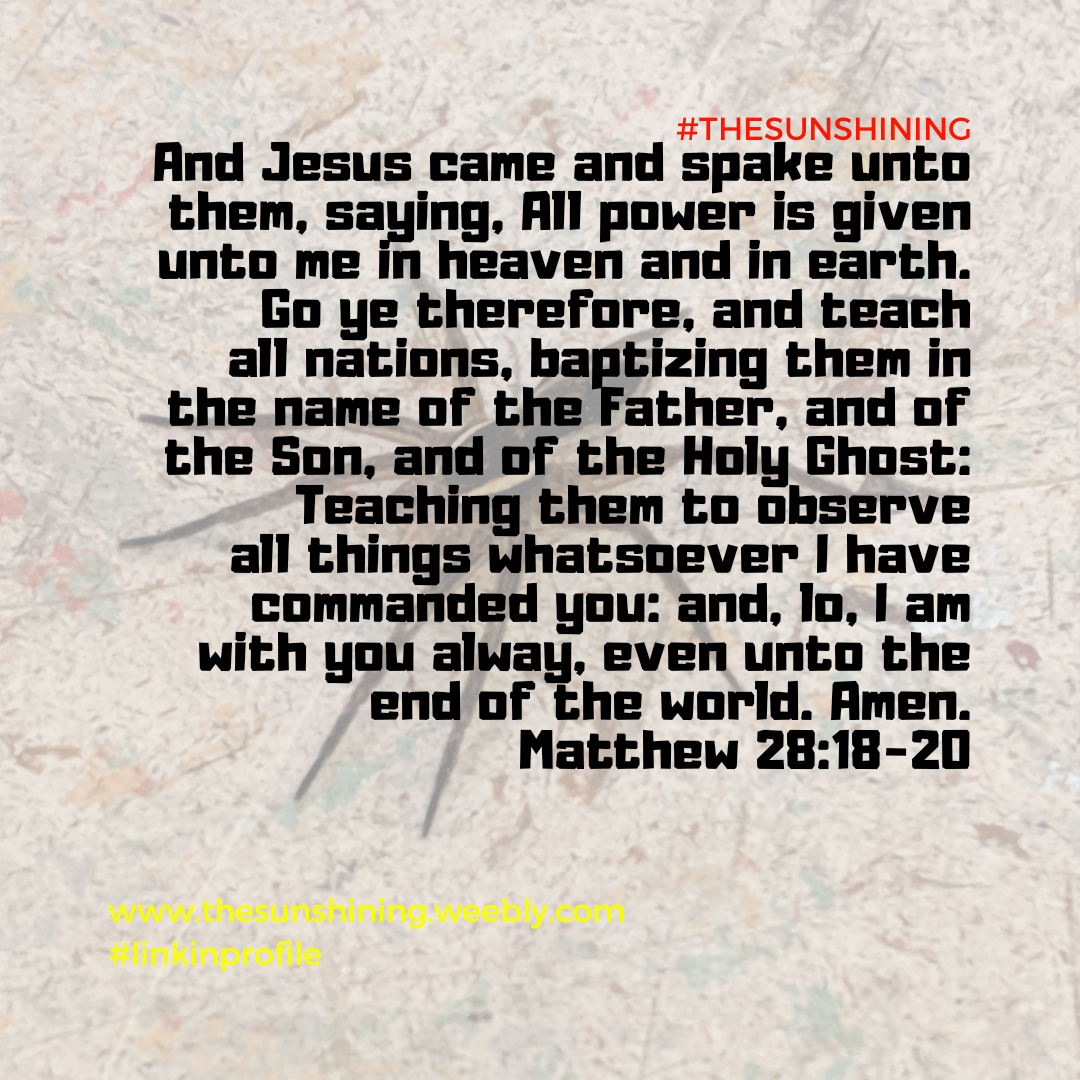 #THESUNSHINING
And Jesus came and spake unto
them, saying, All power is given
unto me in heaven and in earth.
Go ye therefore, and teach
all nations, baptizing them in
the name of the Father, and of
the Son, and of the Holy Ghost:
Teaching them to observe
all things whatsoever I have
commanded you: and, lo, I am
with you alway, even unto the
end of the world. Amen.
Matthew 28:18-20
www.thesunshining.weebly.com
#linkinprofile